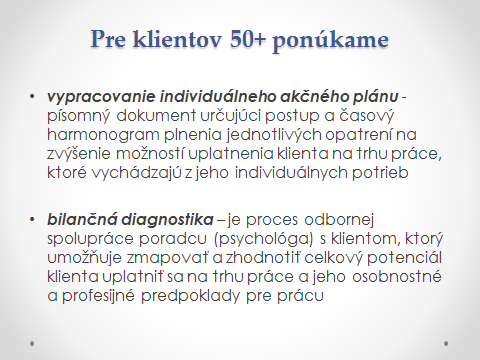 Pre klientov 50+ ponúkame
• vypracovanie individuálneho akčného plánu -
písomný dokument určujúci postup a časový
harmonogram plnenia jednotlivých opatrení na
zvýšenie možností uplatnenia klienta na trhu práce,
ktoré vychádzajú z jeho individuálnych potrieb
• bilančná diagnostika – je proces odbornej
spolupráce poradcu (psychológa) s klientom, ktorý
umožňuje zmapovať a zhodnotiť celkový potenciál
klienta uplatniť sa na trhu práce a jeho osobnostné
a profesijné predpoklady pre prácu